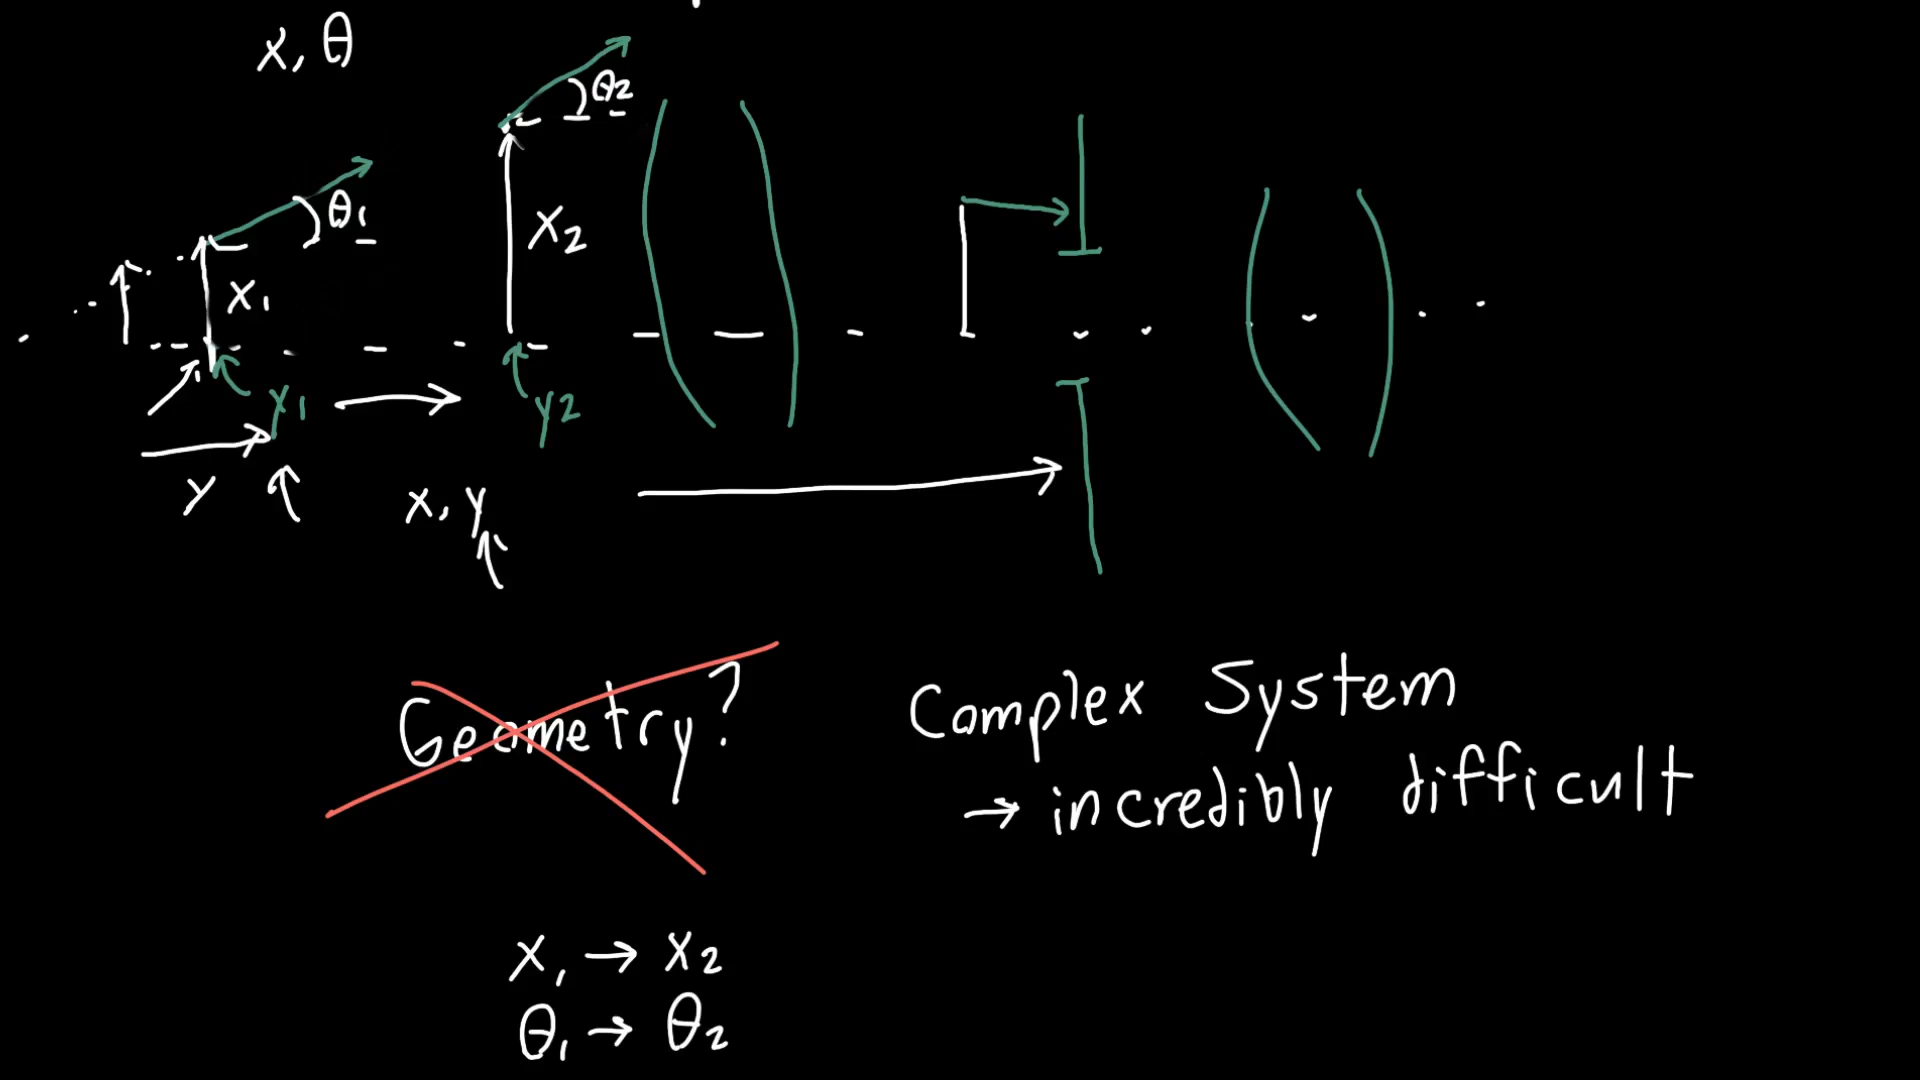 x, θ
θ2
θ1
x2
x1
y1
y2
y
x, y
Geometry?
Complex System
→ incredibly difficult
x1 → x2
θ1 → θ2